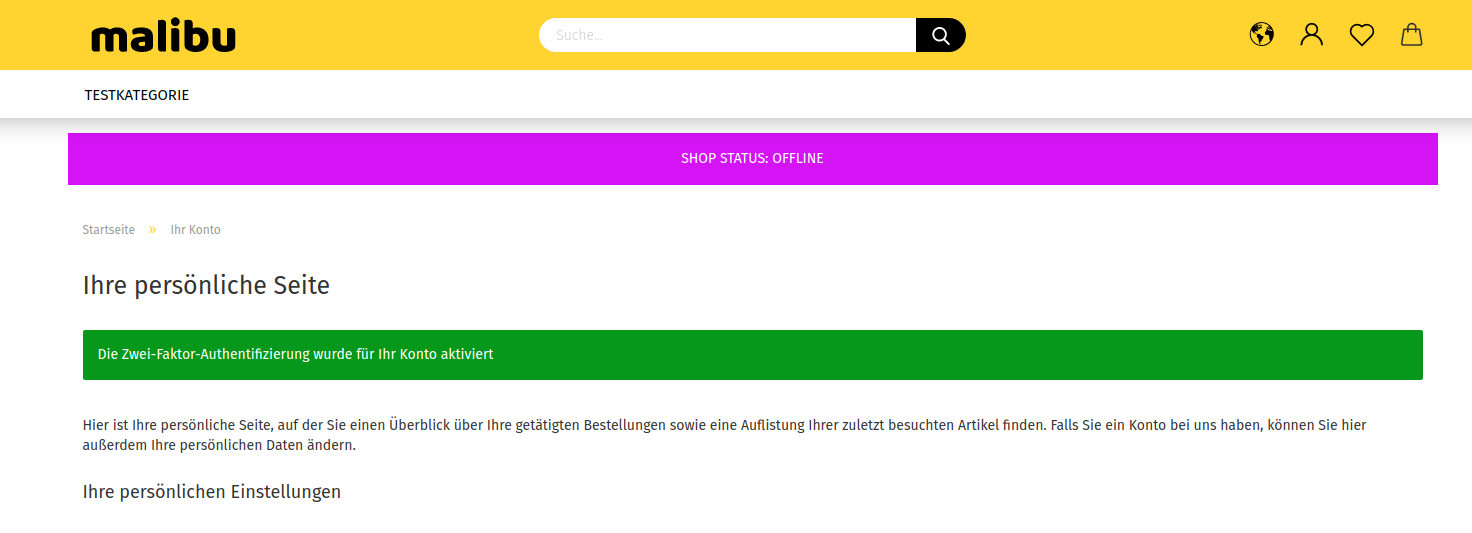 malibu
Suche...
TESTKATEGORIE
SHOP STATUS: OFFLINE
Startseite » Ihr Konto
Ihre persönliche Seite
Die Zwei-Faktor-Authentifizierung wurde für Ihr Konto aktiviert
Hier ist Ihre persönliche Seite, auf der Sie einen Überblick über Ihre getätigten Bestellungen sowie eine Auflistung Ihrer zuletzt besuchten Artikel finden. Falls Sie ein Konto bei uns haben, können Sie hier
außerdem Ihre persönlichen Daten ändern.
Ihre persönlichen Einstellungen